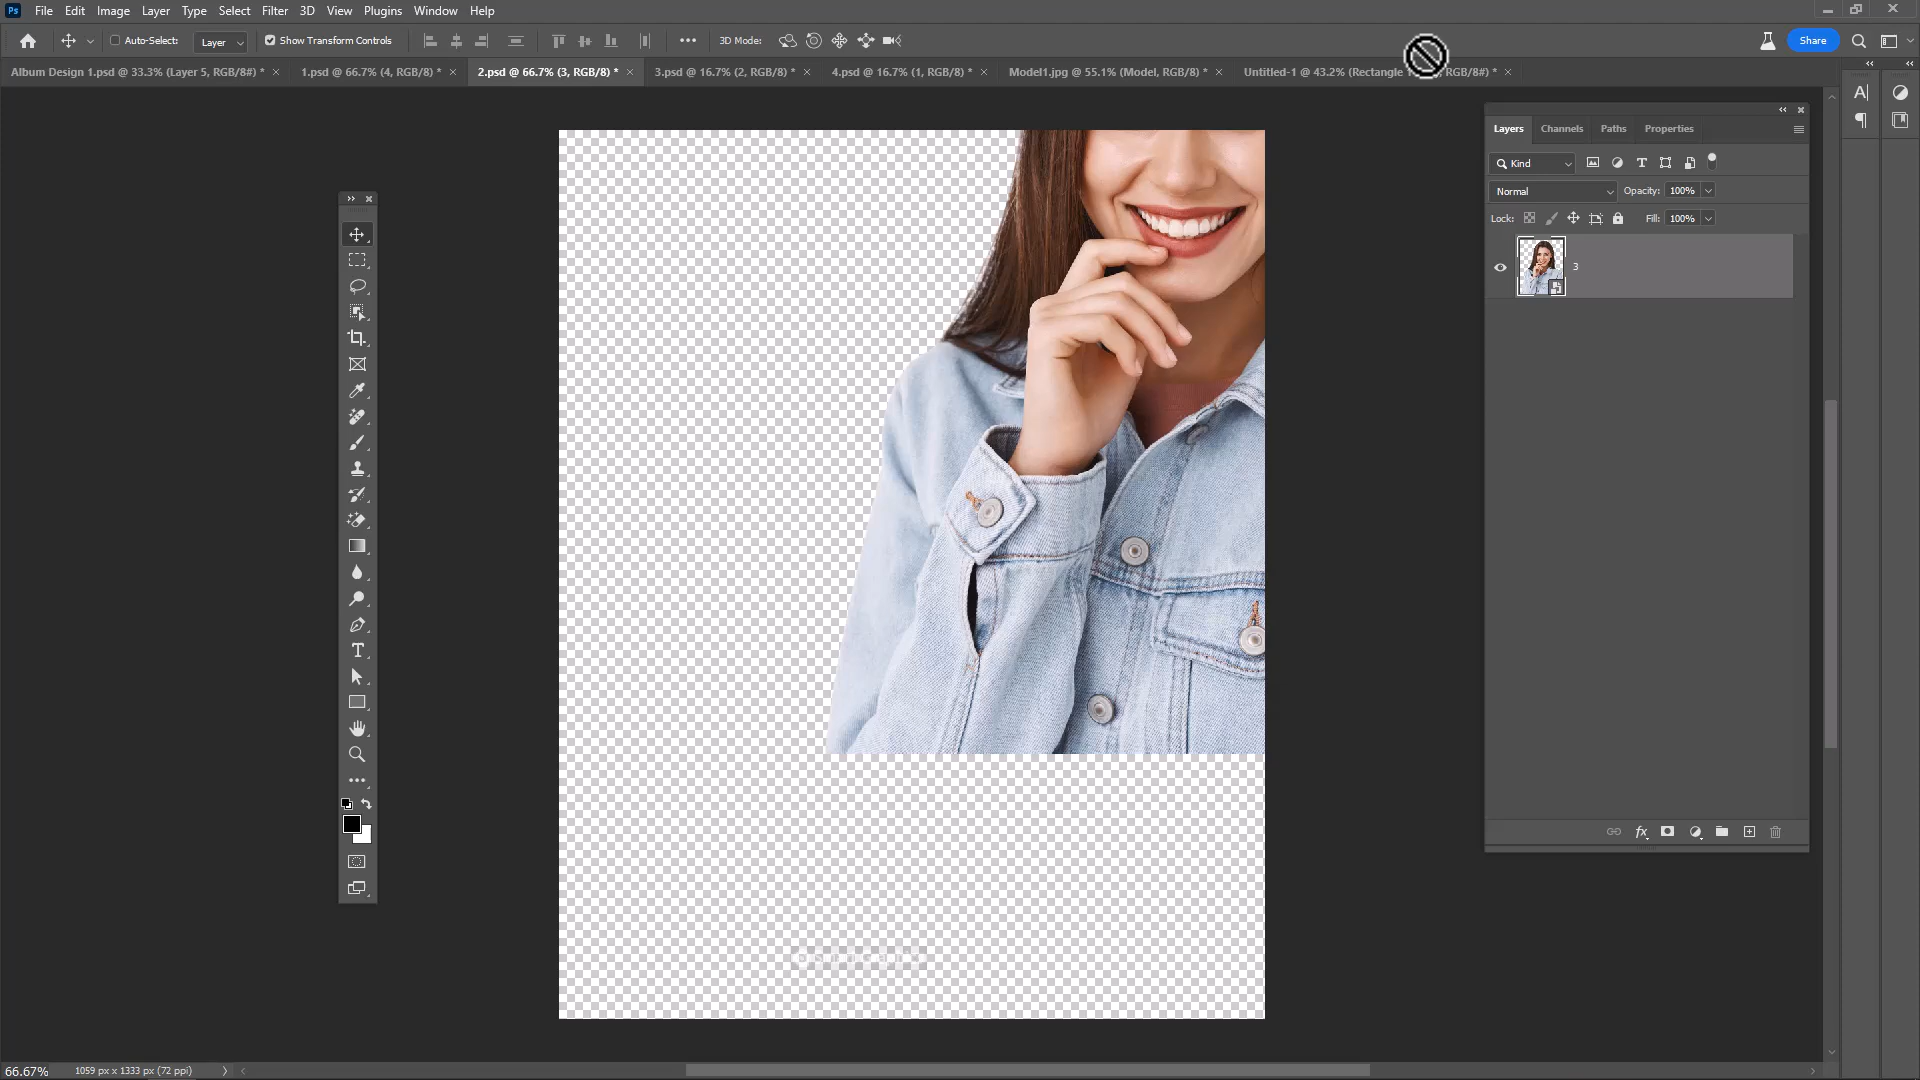 Ps File Edit Image Layer Type Select Filter 3D View Plugins Window Help
Auto-Select: Layer Show Transform Controls 3D Mode: Share
Album Design 1.psd @ 33.3% (Layer 5, RGB/8#) * 1.psd @ 66.7% (4, RGB/8) * 2.psd @ 66.7% (3, RGB/8) * 3.psd @ 16.7% (2, RGB/8) * 4.psd @ 16.7% (1, RGB/8) * Model1.jpg @ 55.1% (Model, RGB/8) * Untitled-1 @ 43.2% (Rectangle RGB/8#) *
Layers Channels Paths Properties
Kind
Normal Opacity: 100%
Lock: Fill: 100%
3
66.67% 1059 px x 1333 px (72 ppi)